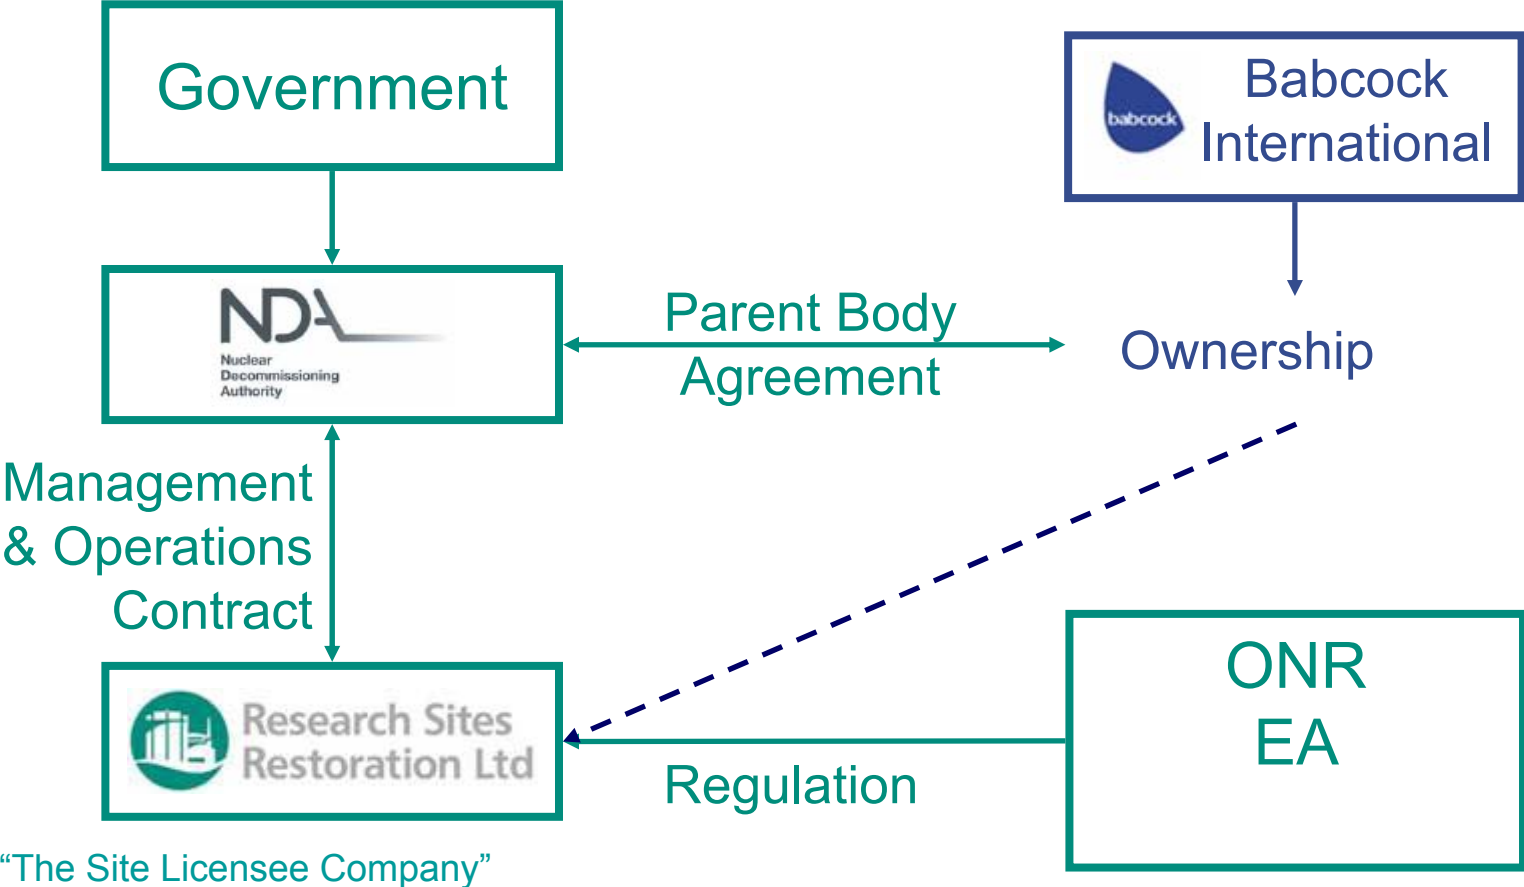 Government
babcock
Babcock
International
NDA
Nuclear
Decommissioning
Authority
Parent Body
Agreement
Ownership
Management
& Operations
Contract
Research Sites
Restoration Ltd
Regulation
ONR
EA
“The Site Licensee Company”